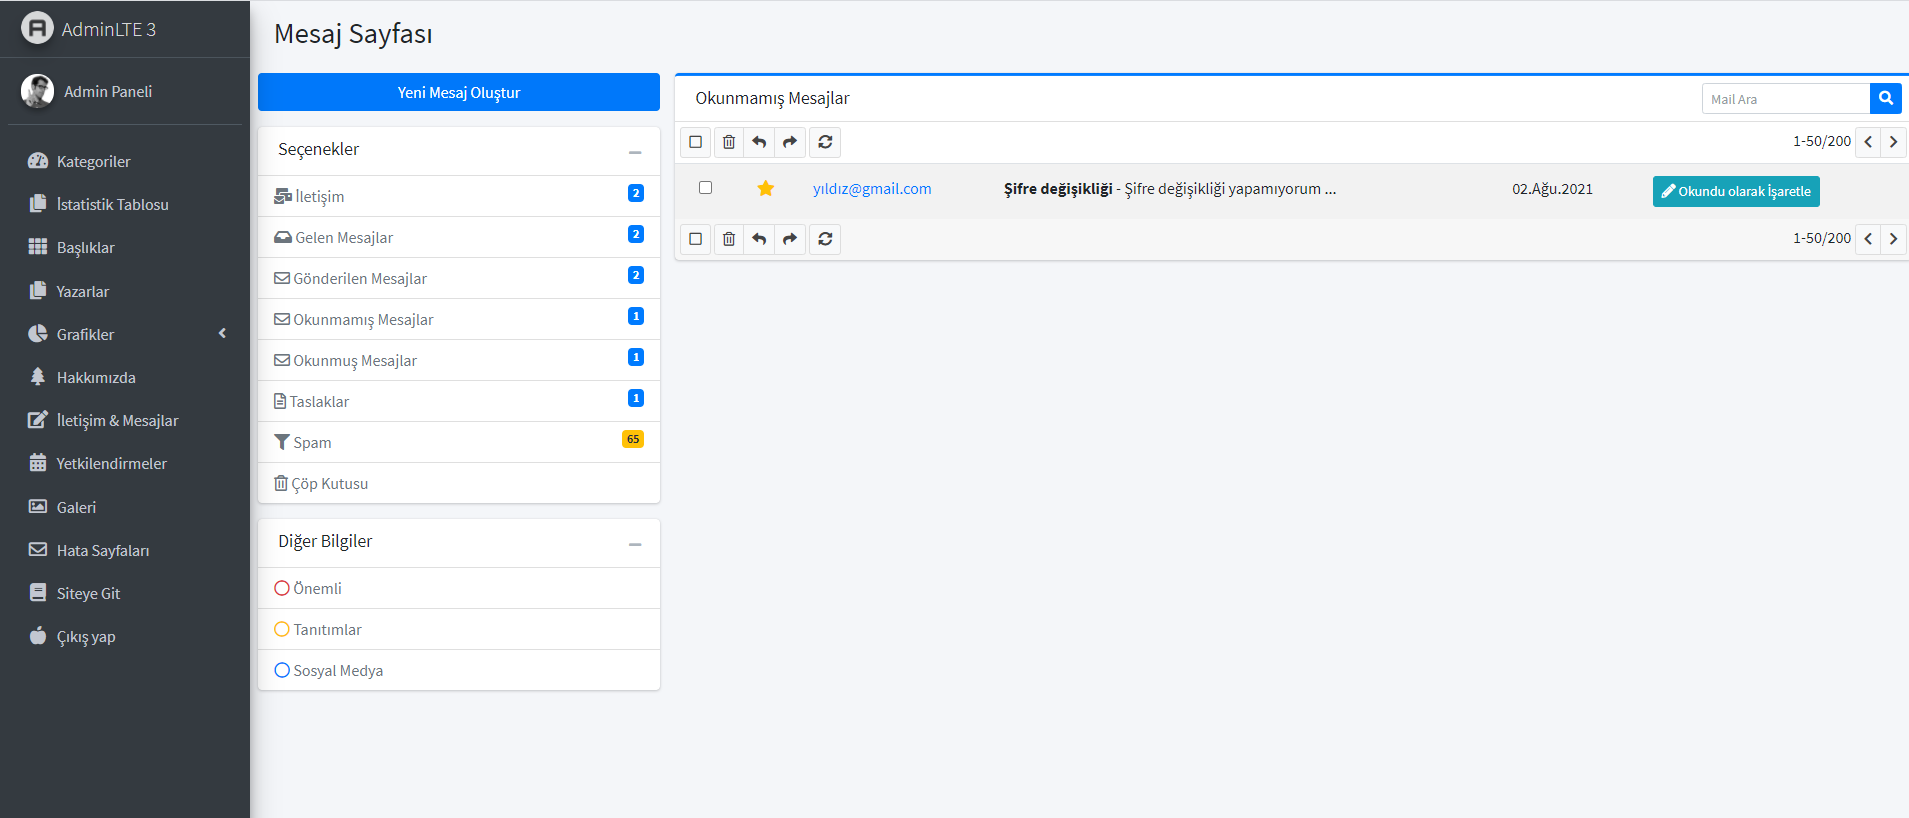 AdminLTE 3
Admin Paneli
Kategoriler
İstatistik Tablosu
Başlıklar
Yazarlar
Grafikler
Hakkımızda
İletişim & Mesajlar
Yetkilendirmeler
Galeri
Hata Sayfaları
Siteye Git
Çıkış yap
Mesaj Sayfası
Yeni Mesaj Oluştur
Seçenekler
İletişim 2
Gelen Mesajlar 2
Gönderilen Mesajlar 2
Okunmamış Mesajlar 1
Okunmuş Mesajlar 1
Taslaklar 1
Spam 65
Çöp Kutusu
Diğer Bilgiler
Önemli
Tanıtımlar
Sosyal Medya
Okunmamış Mesajlar Mail Ara
1-50/200
yıldız@gmail.com Şifre değişikliği - Şifre değişikliği yapamıyorum ... 02.Ağu.2021 Okundu olarak İşaretle
1-50/200